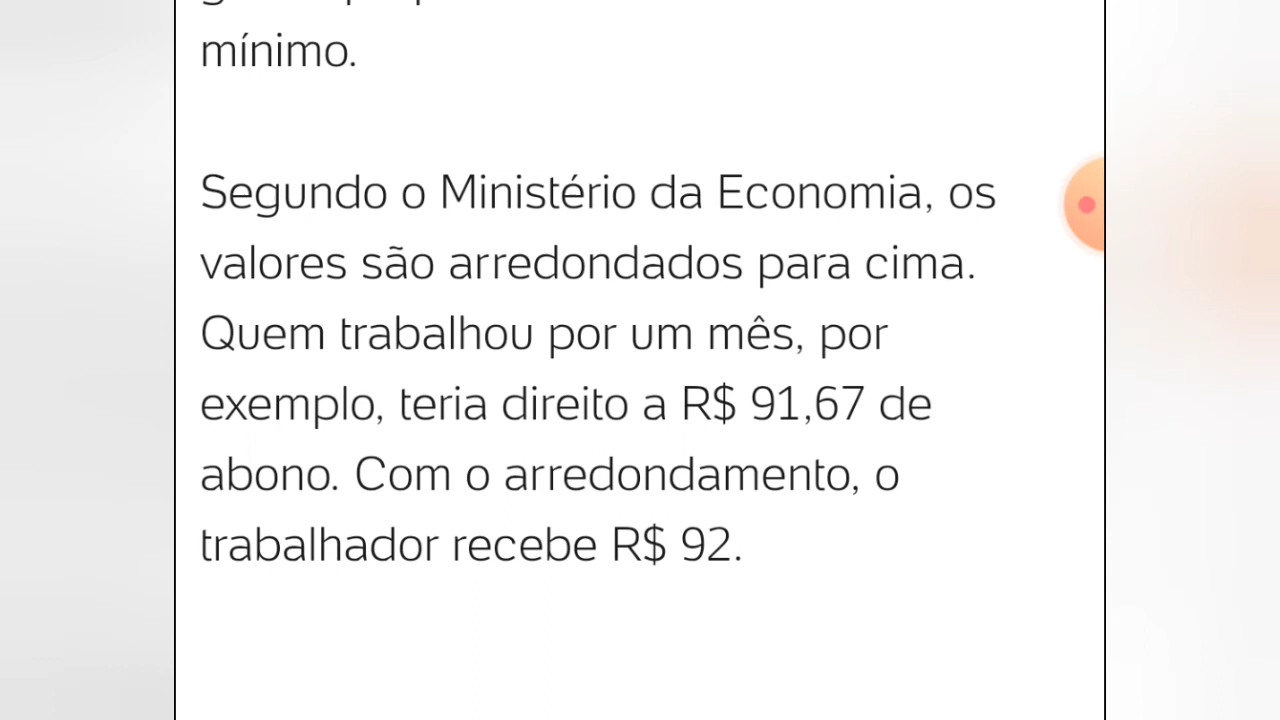 mínimo.
Segundo o Ministério da Economia, os
valores são arredondados para cima.
Quem trabalhou por um mês, por
exemplo, teria direito a R$ 91,67 de
abono. Com o arredondamento, o
trabalhador recebe R$ 92.